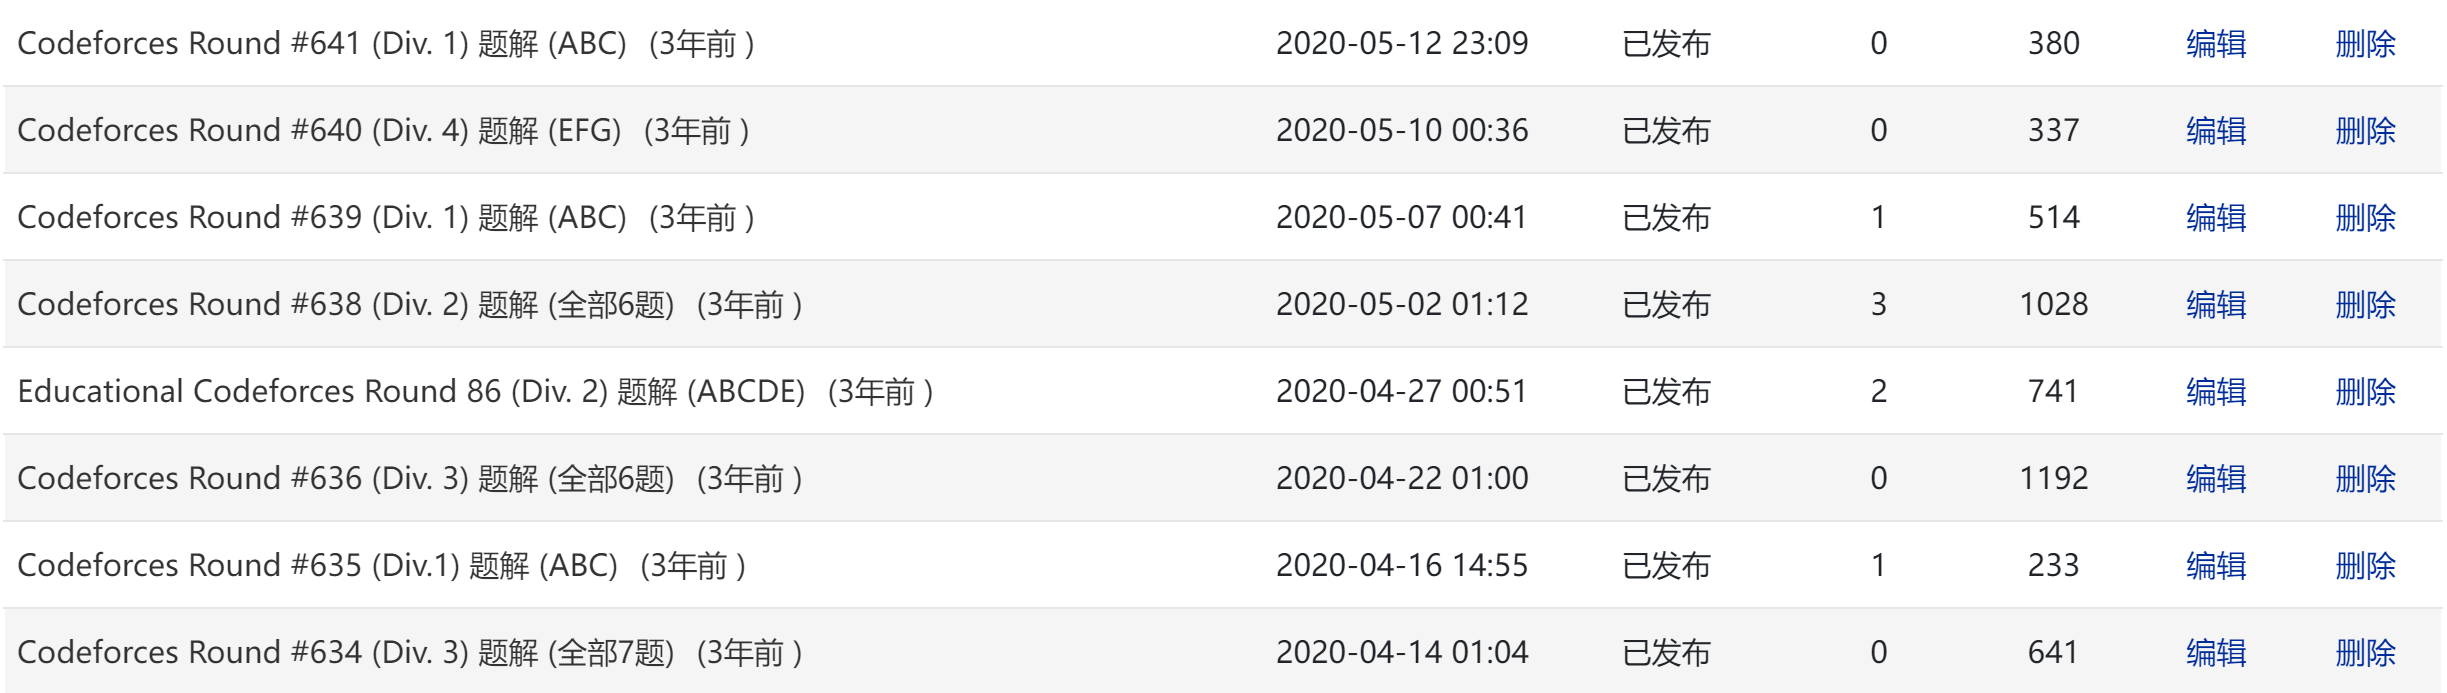 Codeforces Round #641 (Div. 1) 题解 (ABC) (3年前 ) 2020-05-12 23:09 已发布 0 380 编辑 删除
Codeforces Round #640 (Div. 4) 题解 (EFG) (3年前 ) 2020-05-10 00:36 已发布 0 337 编辑 删除
Codeforces Round #639 (Div. 1) 题解 (ABC) (3年前 ) 2020-05-07 00:41 已发布 1 514 编辑 删除
Codeforces Round #638 (Div. 2) 题解 (全部6题) (3年前 ) 2020-05-02 01:12 已发布 3 1028 编辑 删除
Educational Codeforces Round 86 (Div. 2) 题解 (ABCDE) (3年前 ) 2020-04-27 00:51 已发布 2 741 编辑 删除
Codeforces Round #636 (Div. 3) 题解 (全部6题) (3年前 ) 2020-04-22 01:00 已发布 0 1192 编辑 删除
Codeforces Round #635 (Div.1) 题解 (ABC) (3年前 ) 2020-04-16 14:55 已发布 1 233 编辑 删除
Codeforces Round #634 (Div. 3) 题解 (全部7题) (3年前 ) 2020-04-14 01:04 已发布 0 641 编辑 删除